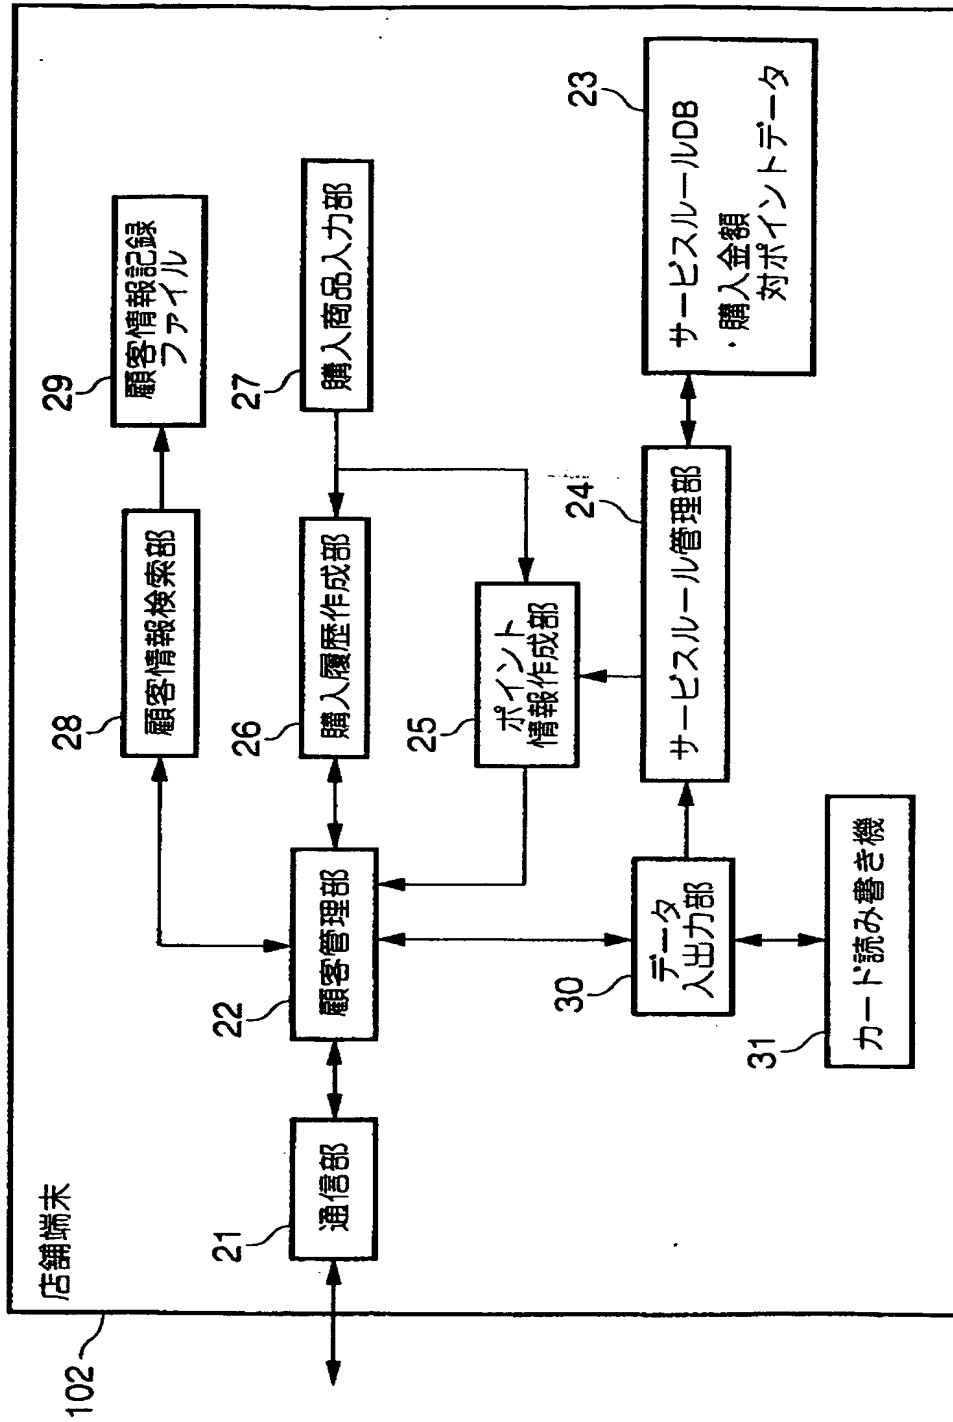 102
店舗端末
21
通信部
22
顧客管理部
28
顧客情報検索部
29
顧客情報記録
ファイル
26
購入履歴作成部
27
購入商品入力部
25
ポイント
情報作成部
24
サービスルール管理部
23
サービスルールDB
・購入金額
対ポイントデータ
30
データ
入出力部
31
カード読み書き機